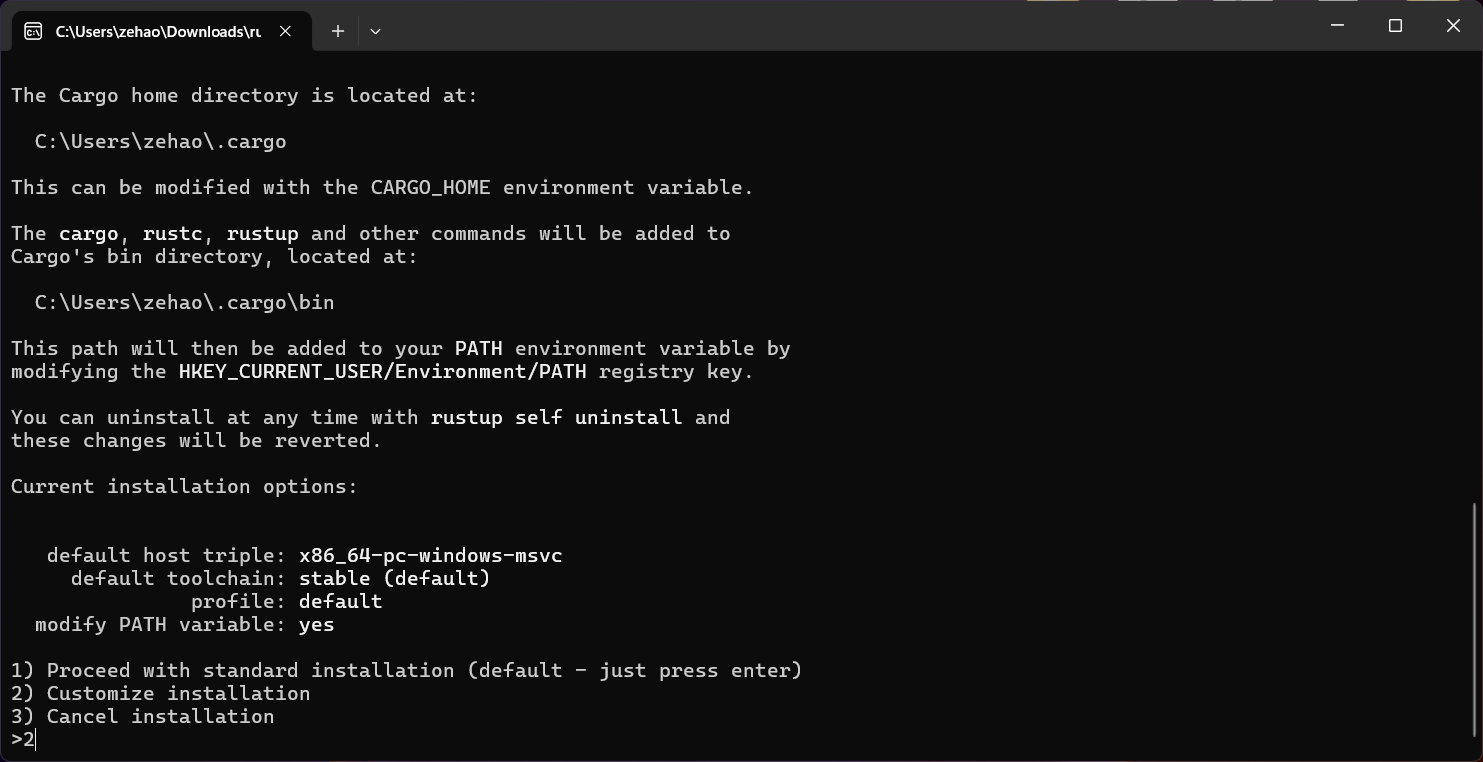 C:\Users\zehao\Downloads\ru
The Cargo home directory is located at:
C:\Users\zehao\.cargo
This can be modified with the CARGO_HOME environment variable.
The cargo, rustc, rustup and other commands will be added to
Cargo's bin directory, located at:
C:\Users\zehao\.cargo\bin
This path will then be added to your PATH environment variable by
modifying the HKEY_CURRENT_USER/Environment/PATH registry key.
You can uninstall at any time with rustup self uninstall and
these changes will be reverted.
Current installation options:
default host triple: x86_64-pc-windows-msvc
default toolchain: stable (default)
profile: default
modify PATH variable: yes
1) Proceed with standard installation (default - just press enter)
2) Customize installation
3) Cancel installation
>2